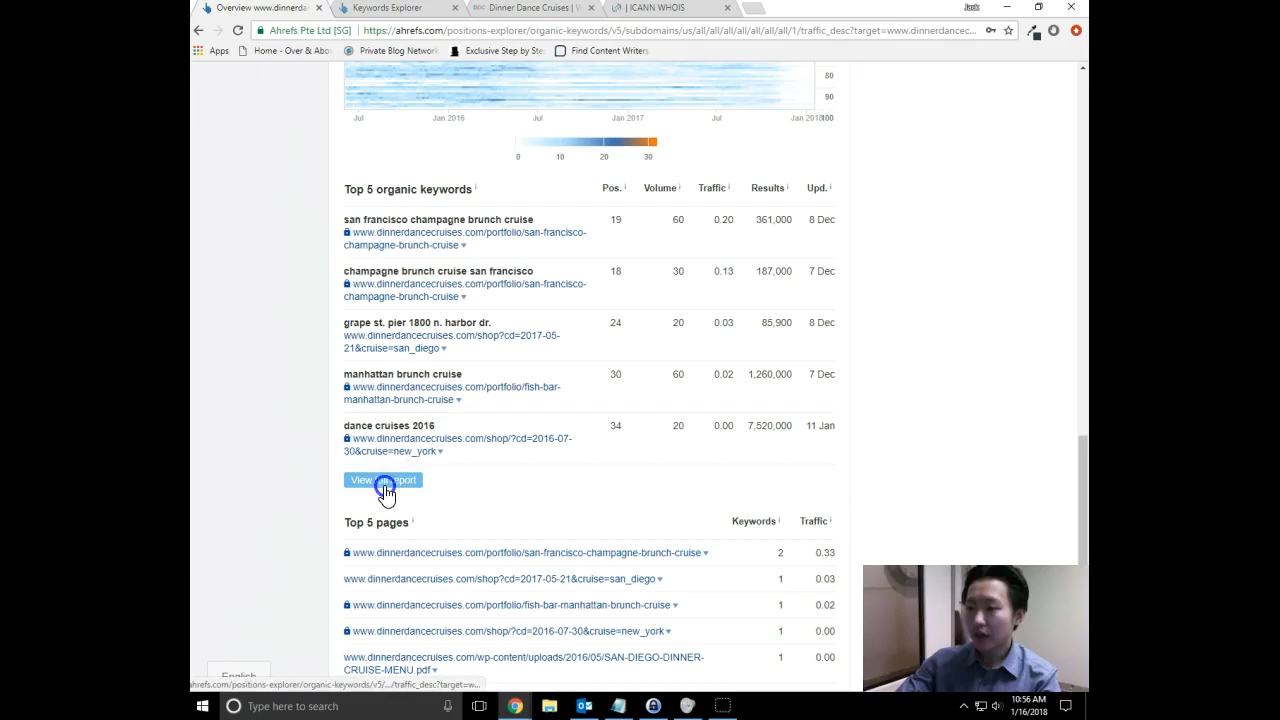 Overview www.dinnerda
Keywords Explorer
DDC Dinner Dance Cruises | W
| ICANN WHOIS
Jack
Ahrefs Pte Ltd [SG]
https://ahrefs.com/positions-explorer/organic-keywords/v5/subdomains/us/all/all/all/all/all/all/1/traffic_desc?target=www.dinnerdancec...
Apps
Home - Over & Abo
Private Blog Network
Exclusive Step by Ste
Find Content Writers
80
90
100
Jul Jan 2016 Jul Jan 2017 Jul Jan 2018
0 10 20 30
Top 5 organic keywords Pos. Volume Traffic Results Upd.
san francisco champagne brunch cruise 19 60 0.20 361,000 8 Dec
www.dinnerdancecruises.com/portfolio/san-francisco-
champagne-brunch-cruise
champagne brunch cruise san francisco 18 30 0.13 187,000 7 Dec
www.dinnerdancecruises.com/portfolio/san-francisco-
champagne-brunch-cruise
grape st. pier 1800 n. harbor dr. 24 20 0.03 85,900 8 Dec
www.dinnerdancecruises.com/shop?cd=2017-05-
21&cruise=san_diego
manhattan brunch cruise 30 60 0.02 1,260,000 7 Dec
www.dinnerdancecruises.com/portfolio/fish-bar-
manhattan-brunch-cruise
dance cruises 2016 34 20 0.00 7,520,000 11 Jan
www.dinnerdancecruises.com/shop/?cd=2016-07-
30&cruise=new_york
View report
Top 5 pages Keywords Traffic
www.dinnerdancecruises.com/portfolio/san-francisco-champagne-brunch-cruise 2 0.33
www.dinnerdancecruises.com/shop?cd=2017-05-21&cruise=san_diego 1 0.03
www.dinnerdancecruises.com/portfolio/fish-bar-manhattan-brunch-cruise 1 0.02
www.dinnerdancecruises.com/shop/?cd=2016-07-30&cruise=new_york 1 0.00
www.dinnerdancecruises.com/wp-content/uploads/2016/05/SAN-DIEGO-DINNER- 1 0.00
CRUISE-MENU.pdf
English
ahrefs.com/positions-explorer/organic-keywords/v5/.../traffic_desc?target=w...
Type here to search
10:56 AM
1/16/2018